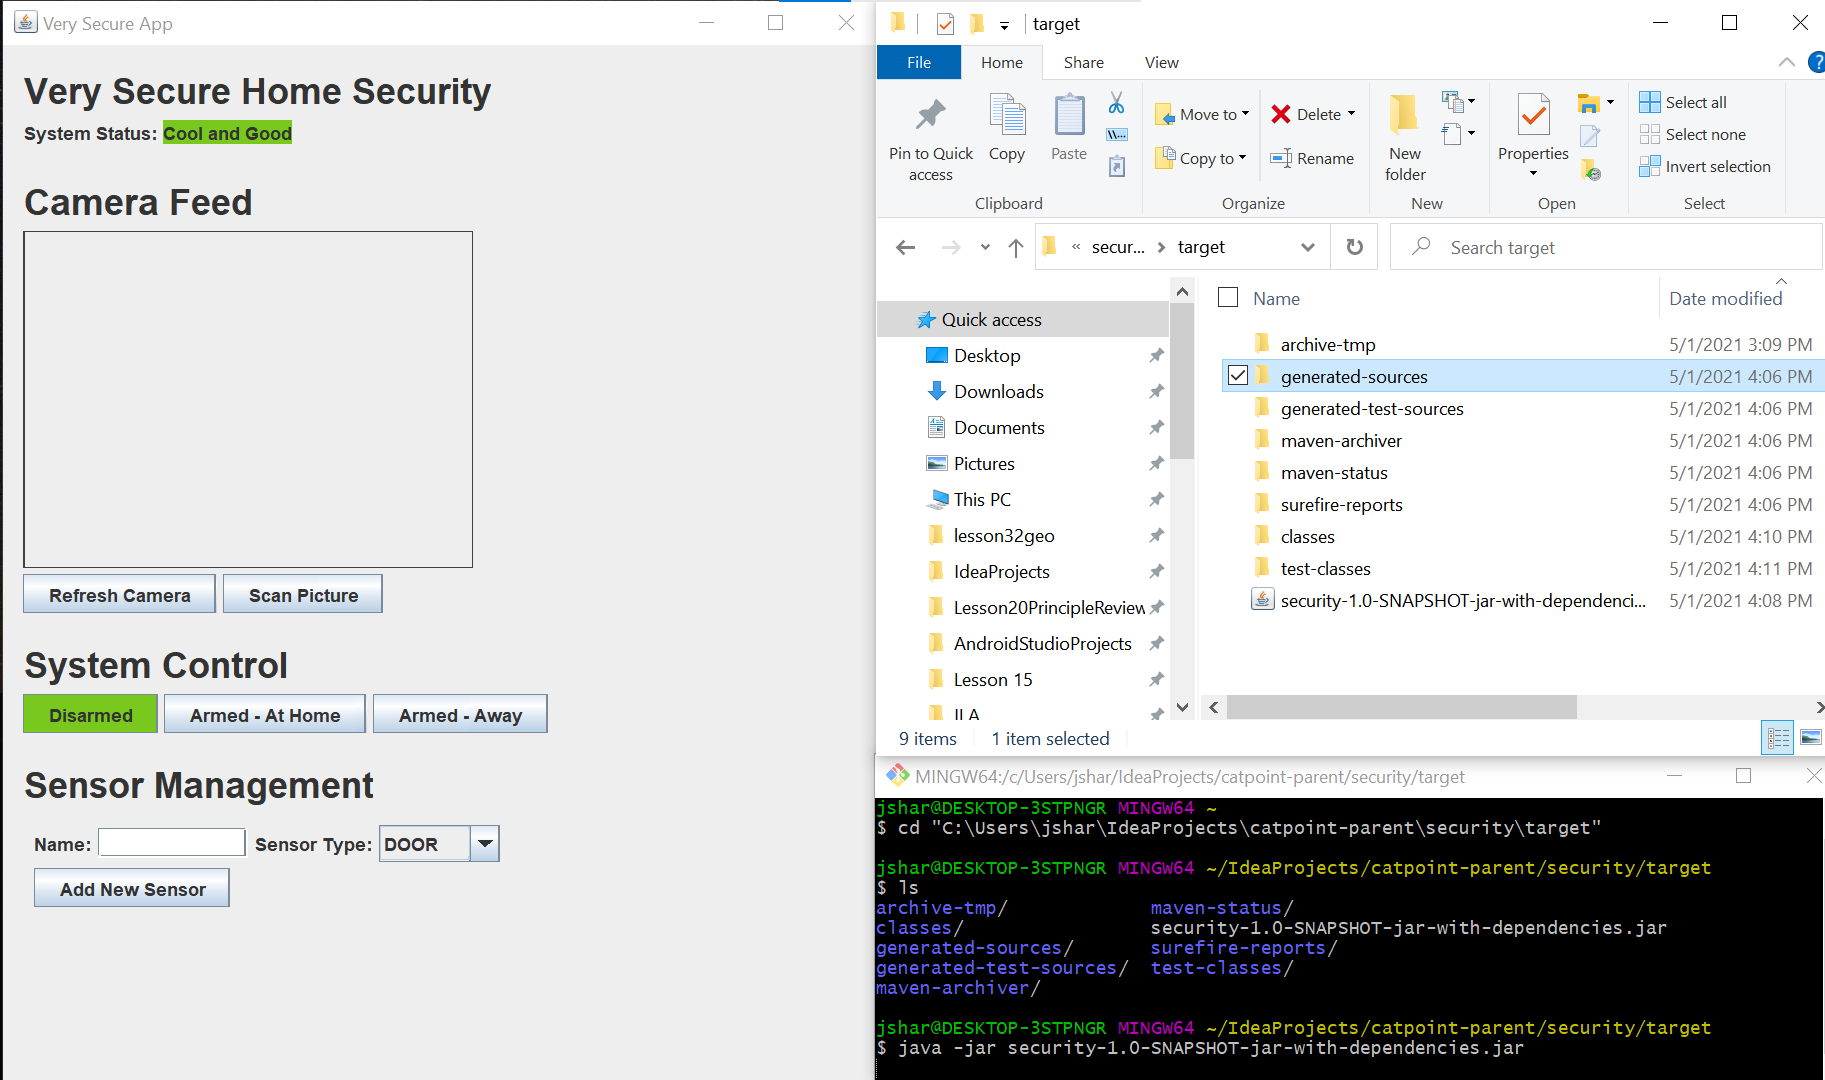 Very Secure App
Very Secure Home Security
System Status: Cool and Good
Camera Feed
Refresh Camera
Scan Picture
System Control
Disarmed
Armed - At Home
Armed - Away
Sensor Management
Name:
Sensor Type:
DOOR
Add New Sensor
target
File
Home
Share
View
?
Pin to Quick access
Copy
Paste
Clipboard
Move to
Copy to
Delete
Rename
Organize
New folder
New
Properties
Open
Select all
Select none
Invert selection
Select
« secur... > target
Search target
Quick access
Desktop
Downloads
Documents
Pictures
This PC
lesson32geo
IdeaProjects
Lesson20PrincipleReview
AndroidStudioProjects
Lesson 15
Name
Date modified
archive-tmp 5/1/2021 3:09 PM
generated-sources 5/1/2021 4:06 PM
generated-test-sources 5/1/2021 4:06 PM
maven-archiver 5/1/2021 4:06 PM
maven-status 5/1/2021 4:06 PM
surefire-reports 5/1/2021 4:06 PM
classes 5/1/2021 4:10 PM
test-classes 5/1/2021 4:11 PM
security-1.0-SNAPSHOT-jar-with-dependenci... 5/1/2021 4:08 PM
9 items
1 item selected
MINGW64:/c/Users/jshar/IdeaProjects/catpoint-parent/security/target
jshar@DESKTOP-3STPNGR MINGW64 ~
$ cd "C:\Users\jshar\IdeaProjects\catpoint-parent\security\target"
jshar@DESKTOP-3STPNGR MINGW64 ~/IdeaProjects/catpoint-parent/security/target
$ ls
archive-tmp/ maven-status/
classes/ security-1.0-SNAPSHOT-jar-with-dependencies.jar
generated-sources/ surefire-reports/
generated-test-sources/ test-classes/
maven-archiver/
jshar@DESKTOP-3STPNGR MINGW64 ~/IdeaProjects/catpoint-parent/security/target
$ java -jar security-1.0-SNAPSHOT-jar-with-dependencies.jar